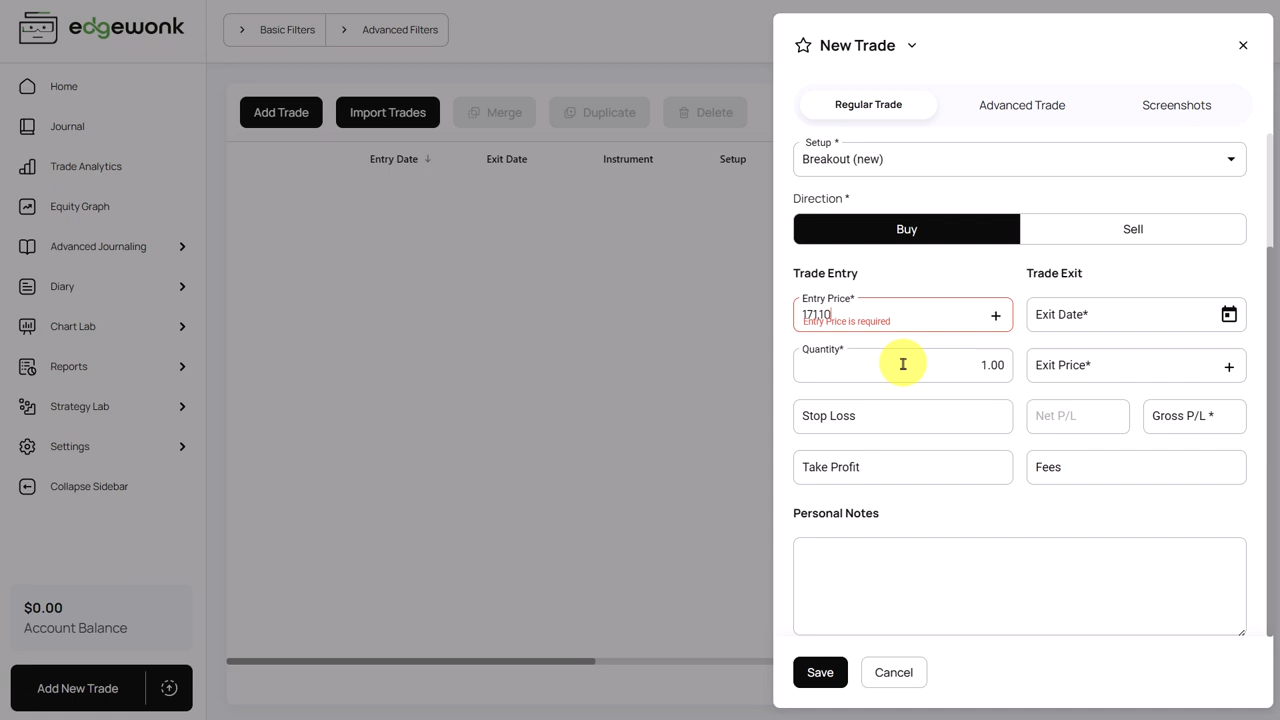 edgewonk
Home
Journal
Trade Analytics
Equity Graph
Advanced Journaling
Diary
Chart Lab
Reports
Strategy Lab
Settings
Collapse Sidebar
$0.00
Account Balance
Add New Trade
Basic Filters
Advanced Filters
Add Trade
Import Trades
Merge
Duplicate
Delete
Entry Date ↓
Exit Date
Instrument
Setup
New Trade
Regular Trade
Advanced Trade
Screenshots
Setup *
Breakout (new)
Direction *
Buy
Sell
Trade Entry
Trade Exit
Entry Price*
171.10
Entry Price is required
Exit Date*
Quantity*
1.00
Exit Price*
Stop Loss
Net P/L
Gross P/L *
Take Profit
Fees
Personal Notes
Save
Cancel